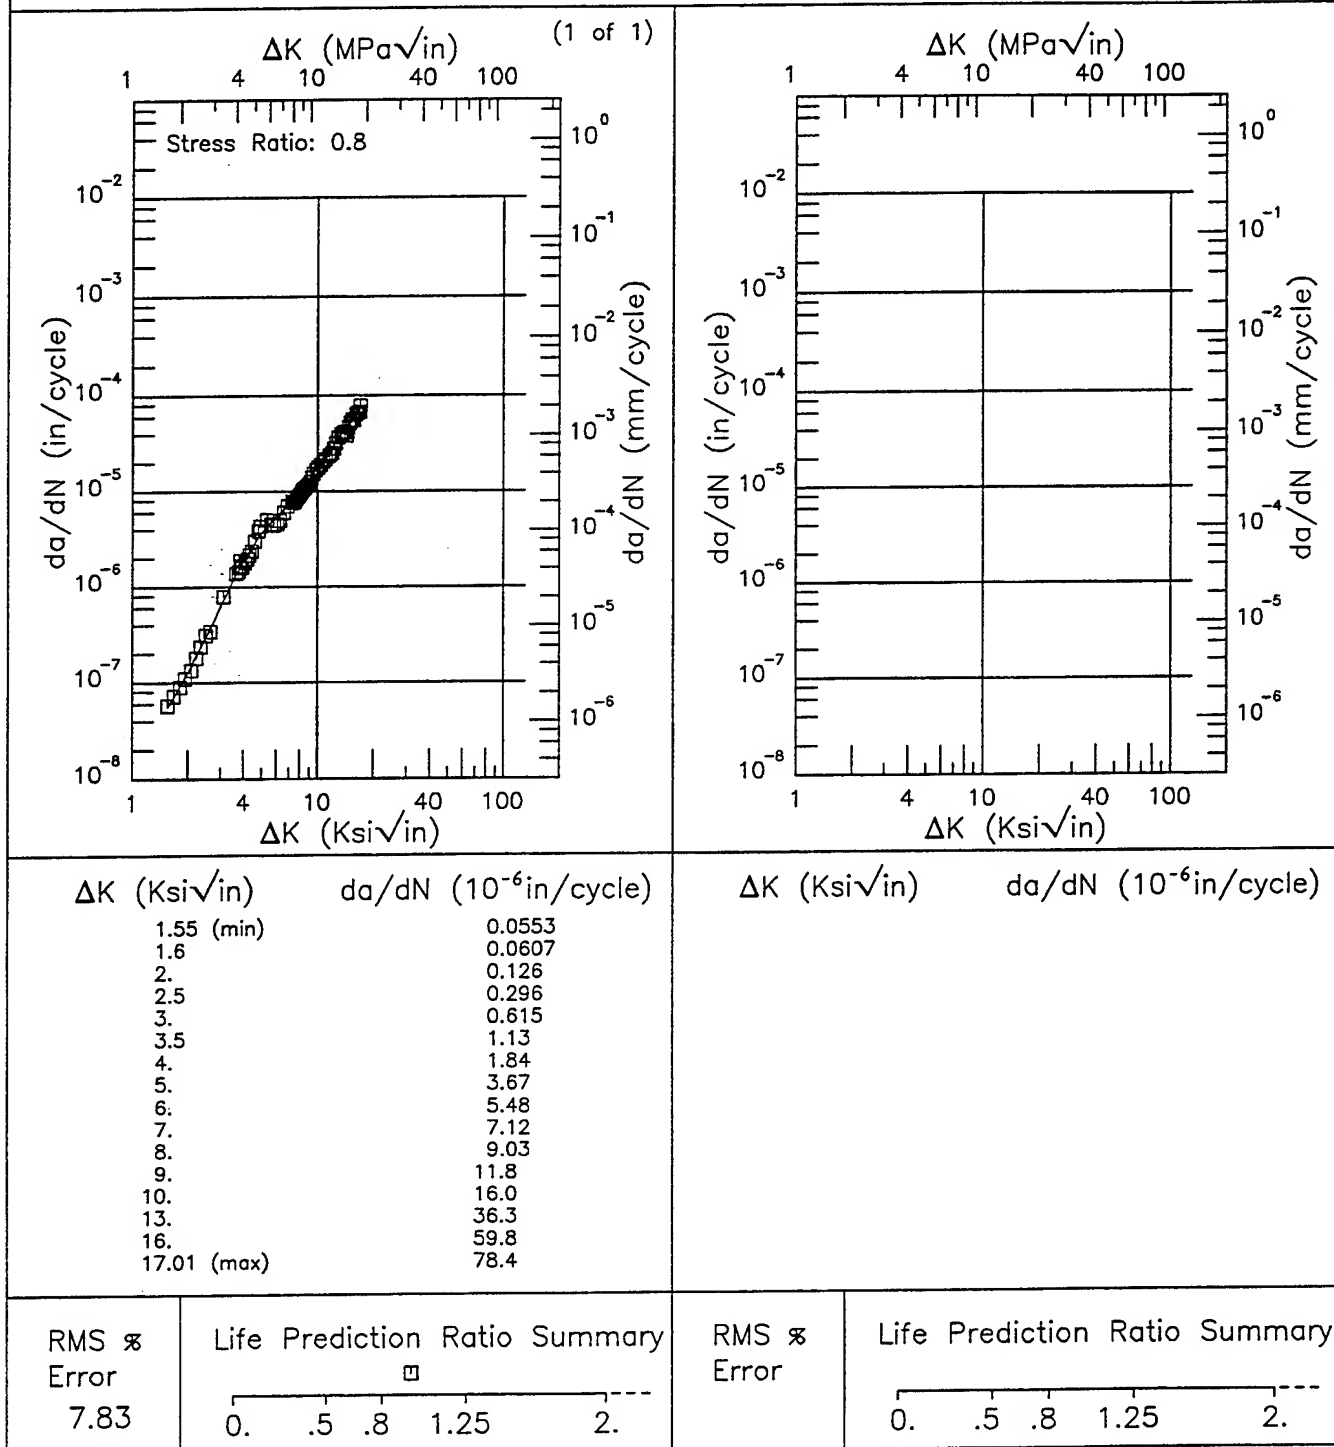 (1 of 1)
ΔK (MPa√in)
1 4 10 40 100
Stress Ratio: 0.8
da/dN (in/cycle)
10⁻²
10⁻³
10⁻⁴
10⁻⁵
10⁻⁶
10⁻⁷
10⁻⁸
10⁰
10⁻¹
10⁻²
10⁻³
10⁻⁴
10⁻⁵
10⁻⁶
da/dN (mm/cycle)
1 4 10 40 100
ΔK (Ksi√in)
ΔK (MPa√in)
1 4 10 40 100
da/dN (in/cycle)
10⁻²
10⁻³
10⁻⁴
10⁻⁵
10⁻⁶
10⁻⁷
10⁻⁸
10⁰
10⁻¹
10⁻²
10⁻³
10⁻⁴
10⁻⁵
10⁻⁶
da/dN (mm/cycle)
1 4 10 40 100
ΔK (Ksi√in)
ΔK (Ksi√in) da/dN (10⁻⁶in/cycle)
1.55 (min) 0.0553
1.6 0.0607
2. 0.126
2.5 0.296
3. 0.615
3.5 1.13
4. 1.84
5. 3.67
6. 5.48
7. 7.12
8. 9.03
9. 11.8
10. 16.0
13. 36.3
16. 59.8
17.01 (max) 78.4
ΔK (Ksi√in) da/dN (10⁻⁶in/cycle)
RMS %
Error
7.83
Life Prediction Ratio Summary
0. .5 .8 1.25 2.
RMS %
Error
Life Prediction Ratio Summary
0. .5 .8 1.25 2.